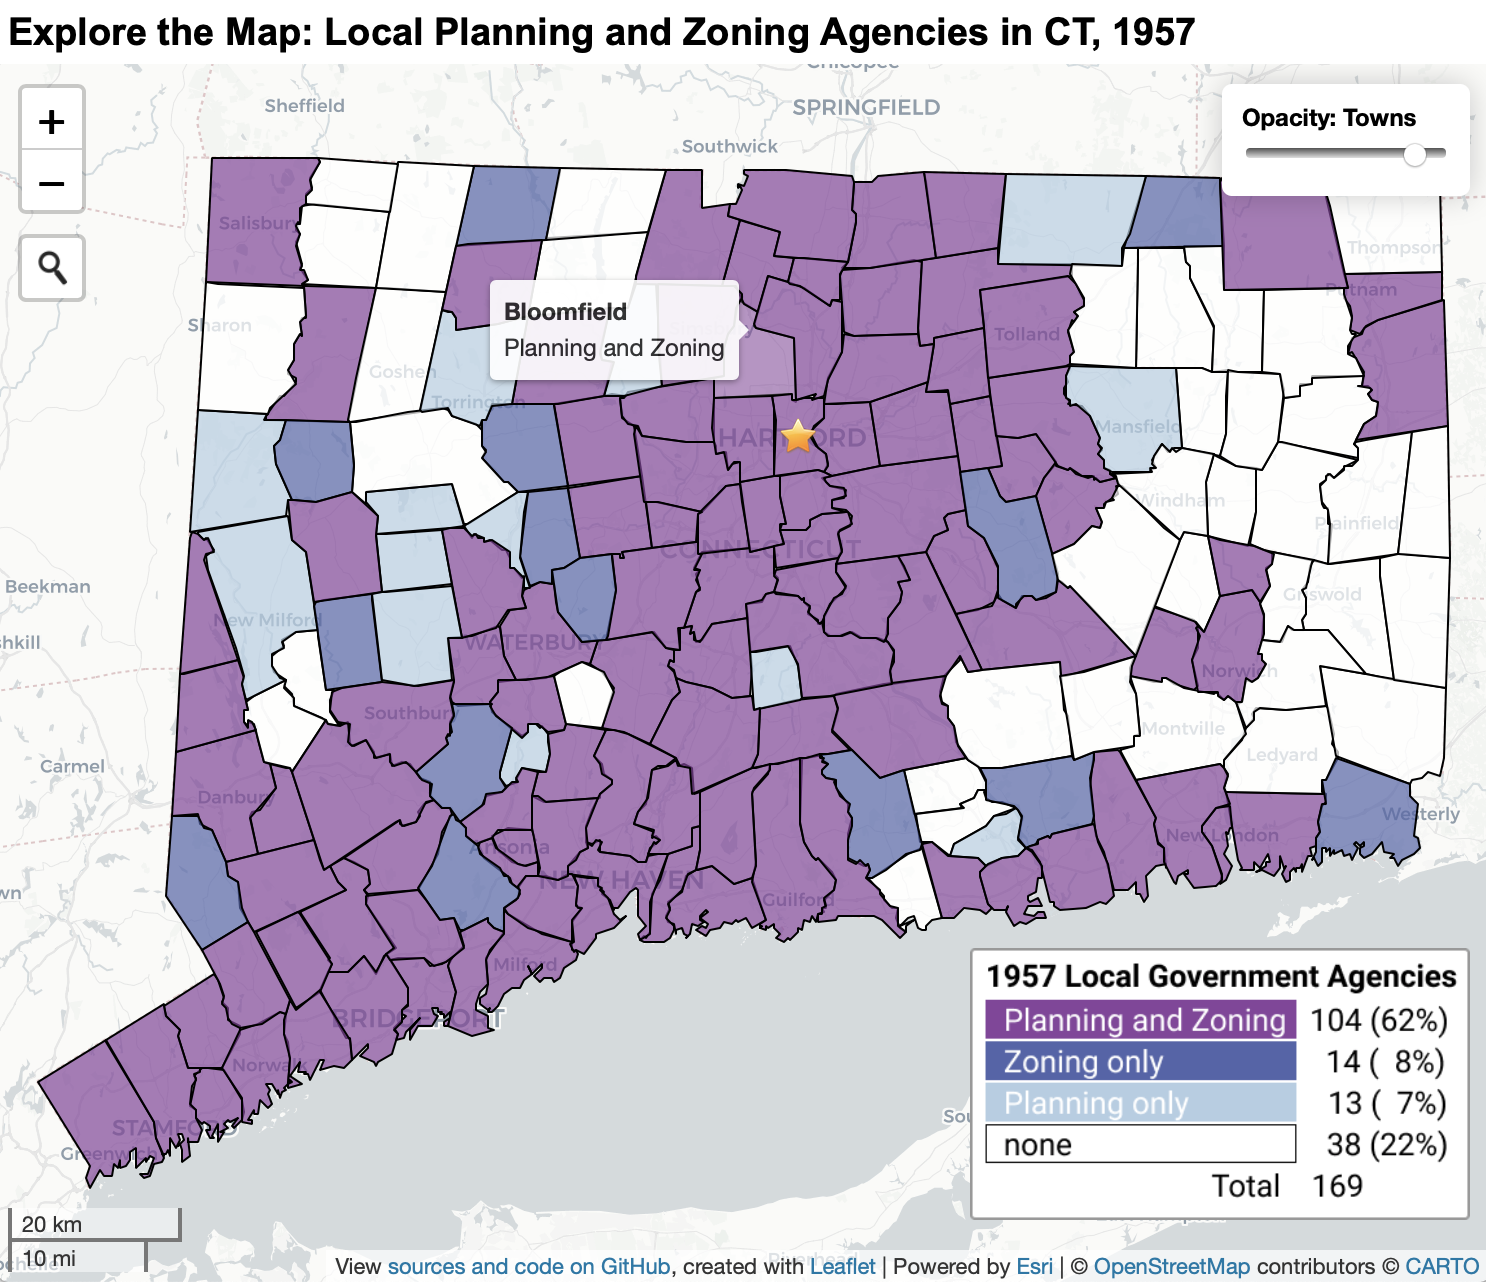 Explore the Map: Local Planning and Zoning Agencies in CT, 1957
Chicopee
+
−
Sheffield
SPRINGFIELD
Southwick
Opacity: Towns
Salisbury
Thompson
Putnam
Sharon
Bloomfield
Planning and Zoning
Tolland
Goshen
Torrington
HARTFORD
Mansfield
Windham
Plainfield
CONNECTICUT
Beekman
New Milford
Griswold
hkill
WATERBURY
Norwich
Southbury
Montville
Ledyard
Carmel
Danbury
Westerly
New London
Ansonia
wn
NEW HAVEN
Guilford
Milford
BRIDGEPORT
Norwalk
STAMFORD
Greenwich
Sou
1957 Local Government Agencies
Planning and Zoning 104 (62%)
Zoning only 14 ( 8%)
Planning only 13 ( 7%)
none 38 (22%)
Total 169
20 km
10 mi
Riverhead
View sources and code on GitHub, created with Leaflet | Powered by Esri | © OpenStreetMap contributors © CARTO